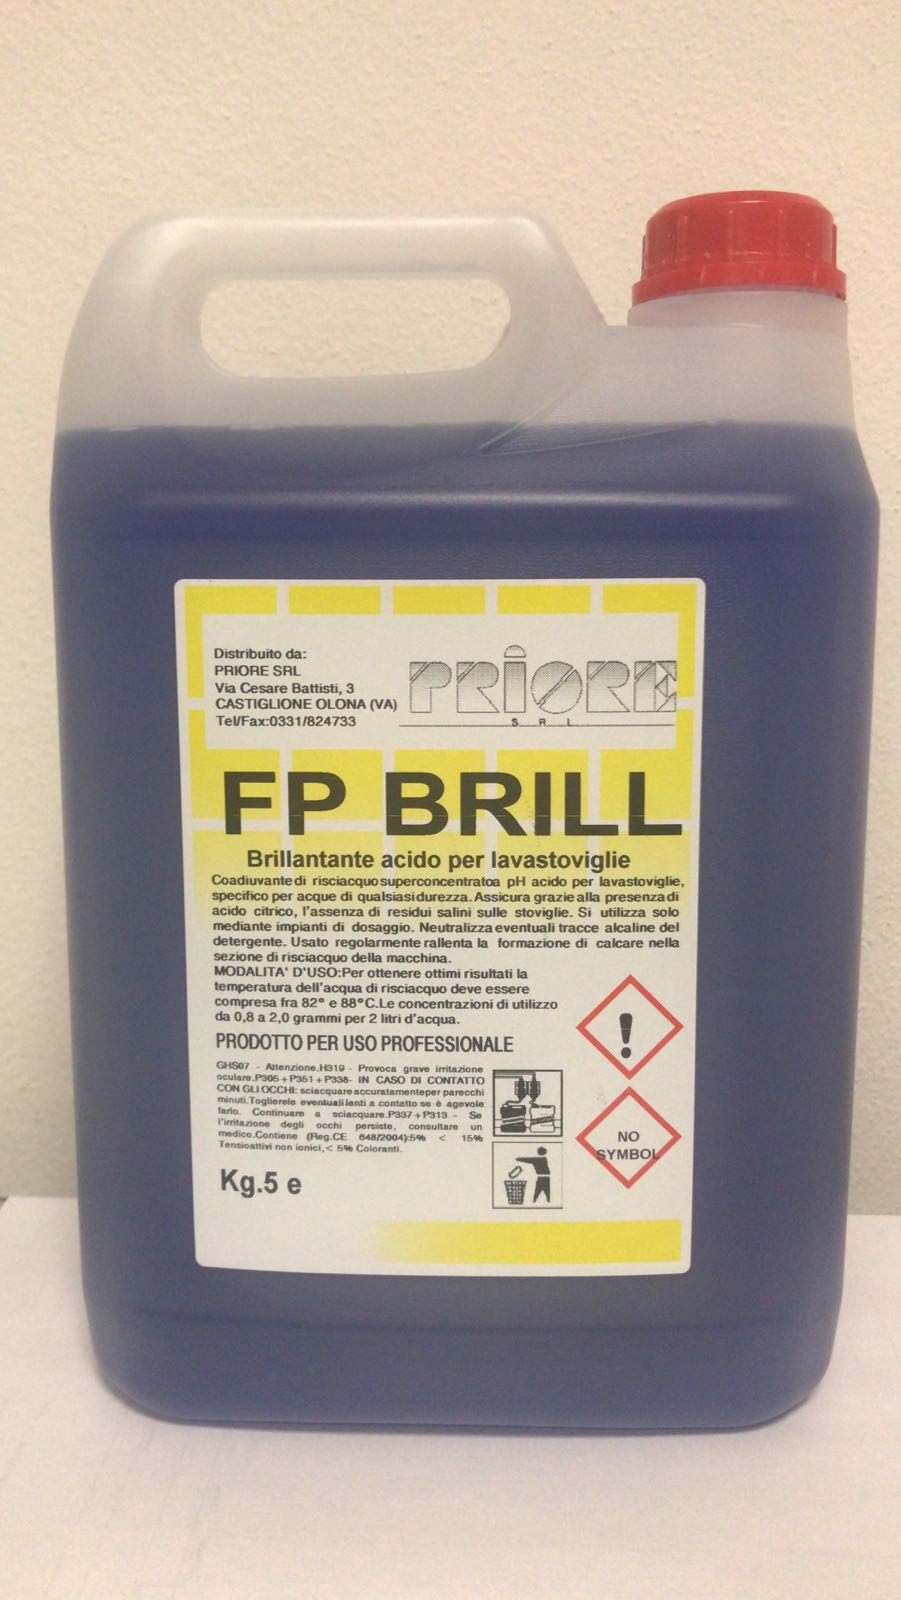 Distribuito da:
PRIORE SRL
Via Cesare Battisti, 3
CASTIGLIONE OLONA (VA)
Tel/Fax:0331/824733
PRIORE
S.R.L
FP BRILL
Brillantante acido per lavastoviglie
Coadiuvante di risciacquo superconcentratoa pH acido per lavastoviglie,
specifico per acque di qualsiasi durezza. Assicura grazie alla presenza di
acido citrico, l'assenza di residui salini sulle stoviglie. Si utilizza solo
mediante impianti di dosaggio. Neutralizza eventuali tracce alcaline del
detergente. Usato regolarmente rallenta la formazione di calcare nella
sezione di risciacquo della macchina.
MODALITA' D'USO:Per ottenere ottimi risultati la
temperatura dell'acqua di risciacquo deve essere
compresa fra 82° e 88°C.Le concentrazioni di utilizzo
da 0,8 a 2,0 grammi per 2 litri d'acqua.
PRODOTTO PER USO PROFESSIONALE
GHS07 - Attenzione.H319 - Provoca grave irritazione
oculare.P305+P351+P338- IN CASO DI CONTATTO
CON GLI OCCHI: sciacquare accuratamente per parecchi
minuti.Togliere le eventuali lenti a contatto se è agevole
farlo. Continuare a sciacquare.P337+P313 - Se
l'irritazione degli occhi persiste, consultare un
medico.Contiene (Reg.CE 648/2004):5% < 15%
Tensioattivi non ionici,< 5% Coloranti.
NO
SYMBOL
Kg.5 e